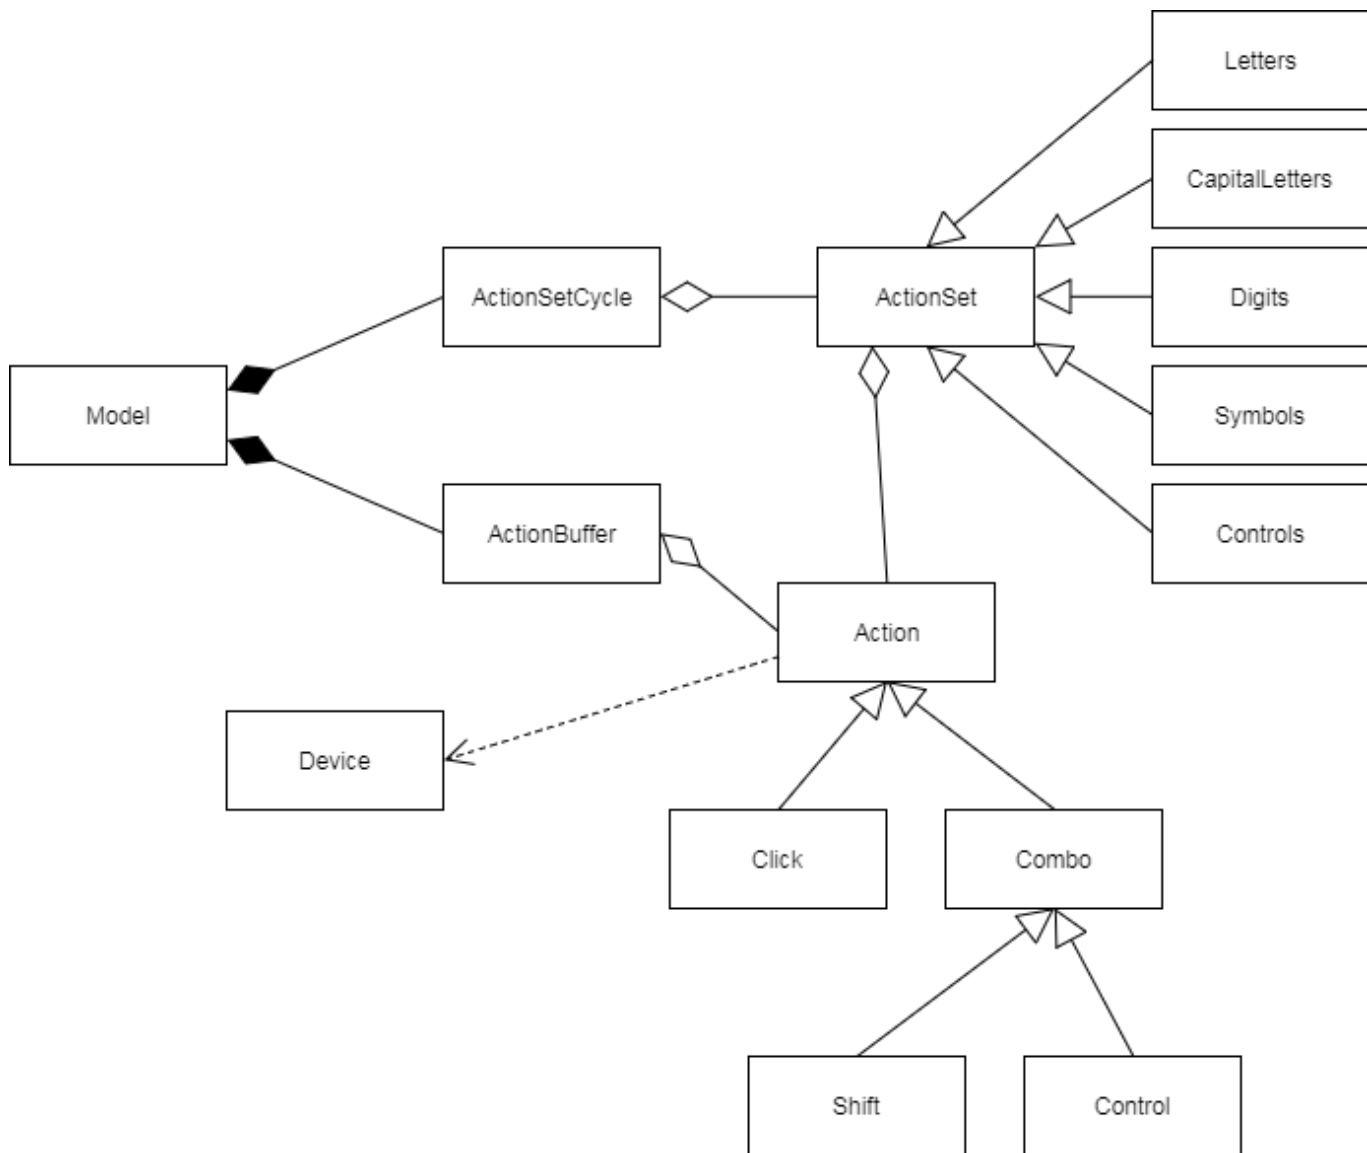 Letters
CapitalLetters
ActionSetCycle
ActionSet
Digits
Model
Symbols
ActionBuffer
Controls
Action
Device
Click
Combo
Shift
Control